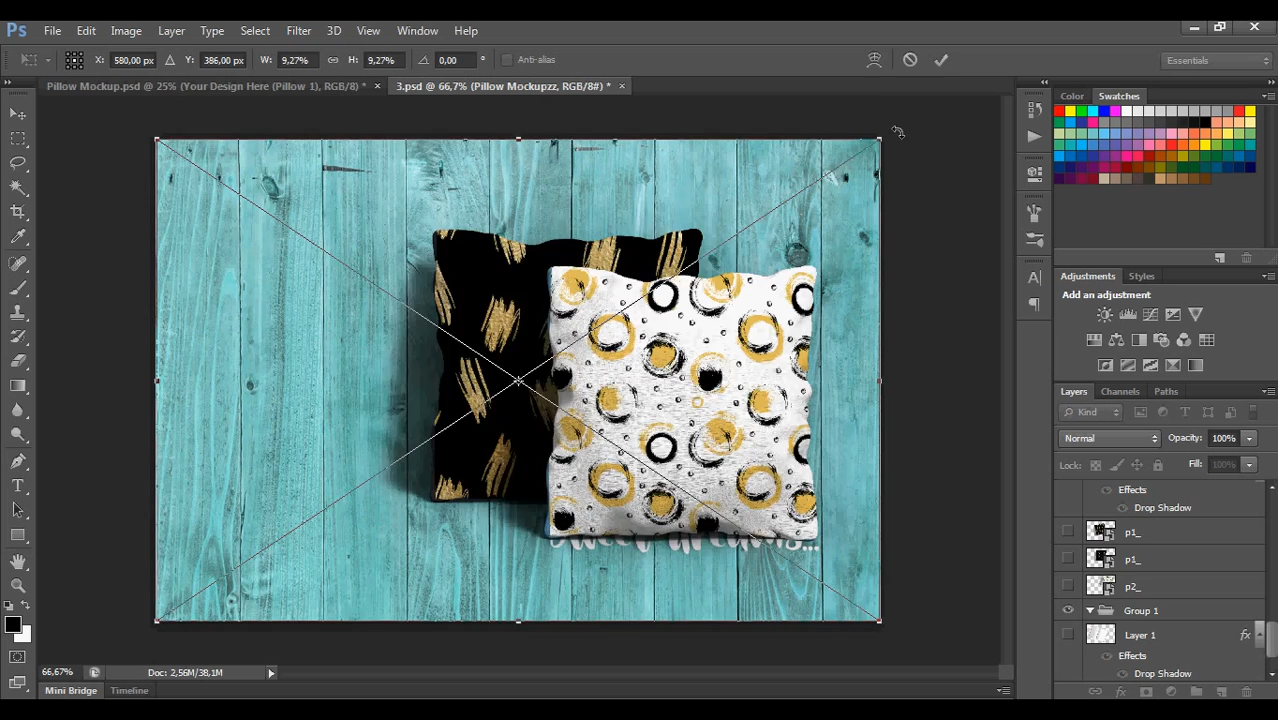 Ps File Edit Image Layer Type Select Filter 3D View Window Help
X: 580,00 px Y: 386,00 px W: 9,27% H: 9,27% 0,00 ° Anti-alias Essentials
Pillow Mockup.psd @ 25% (Your Design Here (Pillow 1), RGB/8) * × 3.psd @ 66,7% (Pillow Mockupzz, RGB/8#) * ×
Color Swatches
Adjustments Styles
Add an adjustment
Layers Channels Paths
Kind
Normal Opacity: 100%
Lock: Fill: 100%
Effects
Drop Shadow
p1_
p1_
p2_
Group 1
Layer 1 fx
Effects
Drop Shadow
66,67% Doc: 2,56M/38,1M
Mini Bridge Timeline